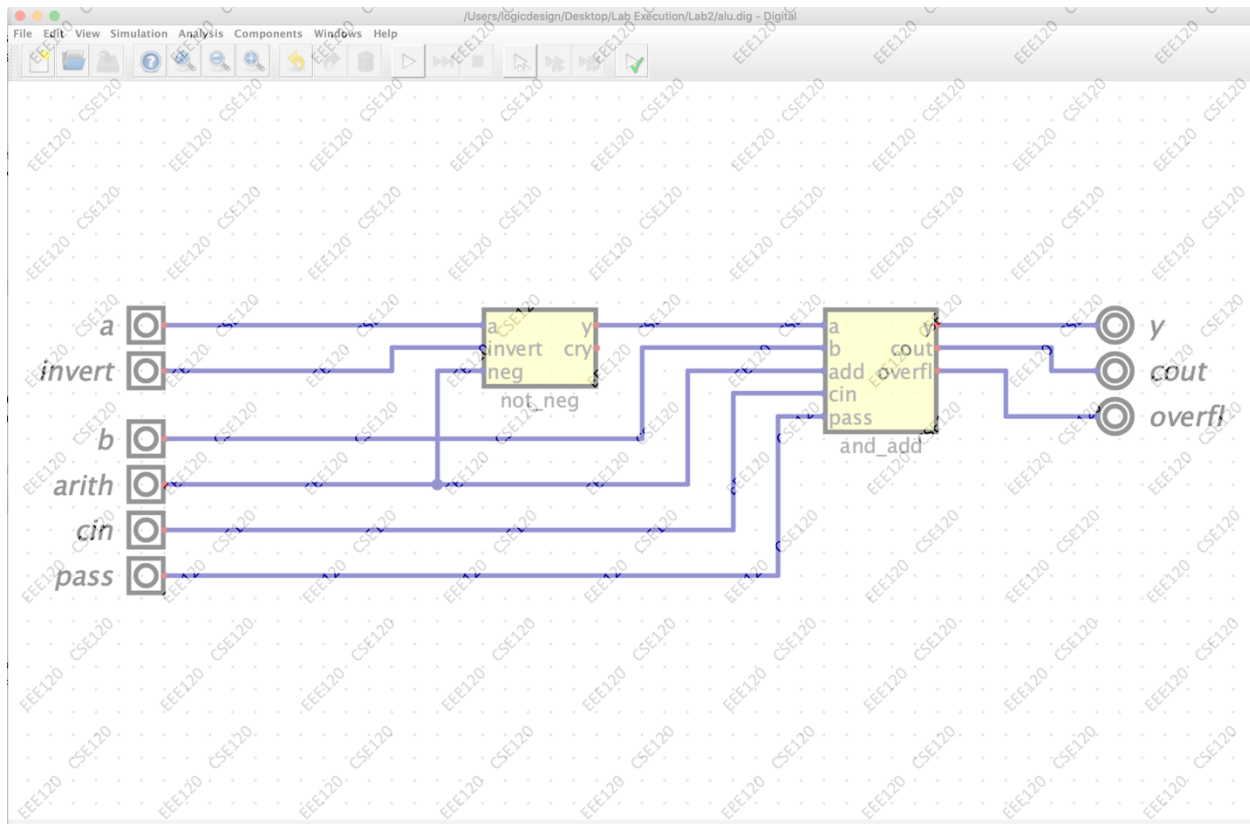 /Users/logicdesign/Desktop/Lab Execution/Lab2/alu.dig - Digital
File Edit View Simulation Analysis Components Windows Help
EEE120 CSE120
a
invert
b
arith
cin
pass
a y
invert cry
neg
not_neg
a y
b cout
add overfl
cin
pass
and_add
y
cout
overfl